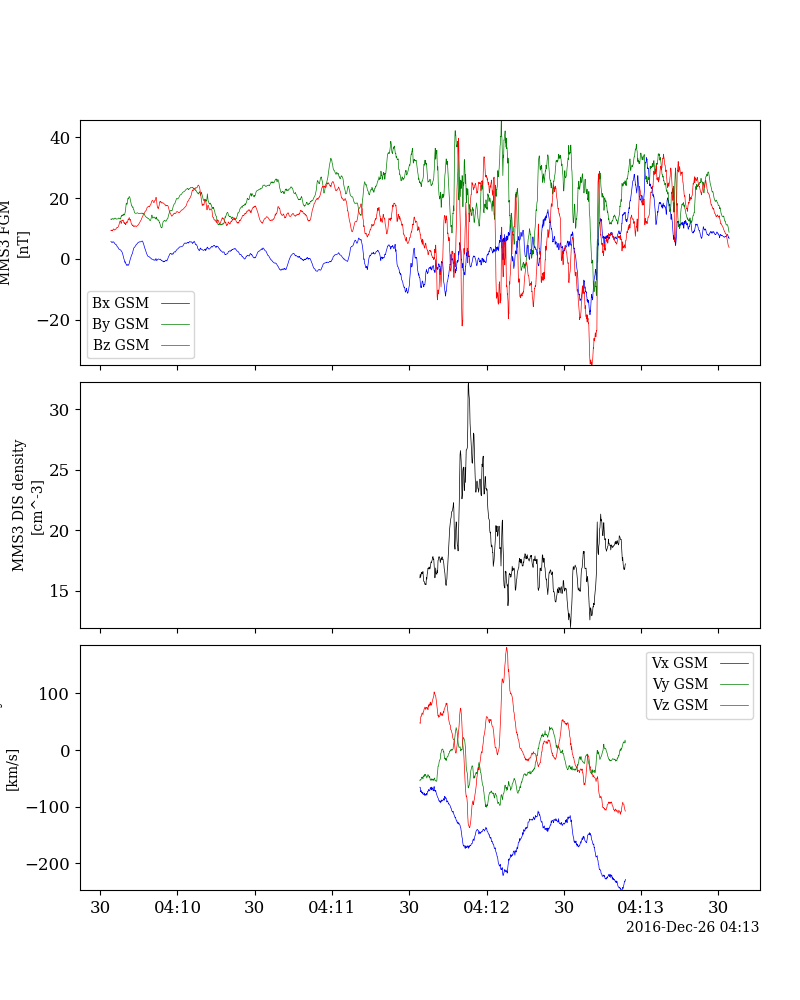 40
20
0
−20
MMS3 FGM
[nT]
Bx GSM
By GSM
Bz GSM
30
25
20
15
MMS3 DIS density
[cm^-3]
100
0
−100
−200
[km/s]
Vx GSM
Vy GSM
Vz GSM
30 04:10 30 04:11 30 04:12 30 04:13 30
2016-Dec-26 04:13